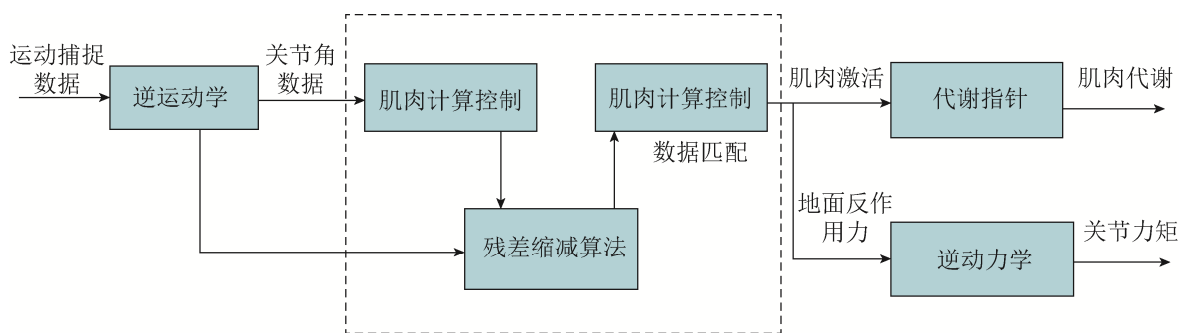 运动捕捉
数据
逆运动学
关节角
数据
肌肉计算控制
肌肉计算控制
数据匹配
残差缩减算法
肌肉激活
代谢指针
肌肉代谢
地面反作
用力
逆动力学
关节力矩